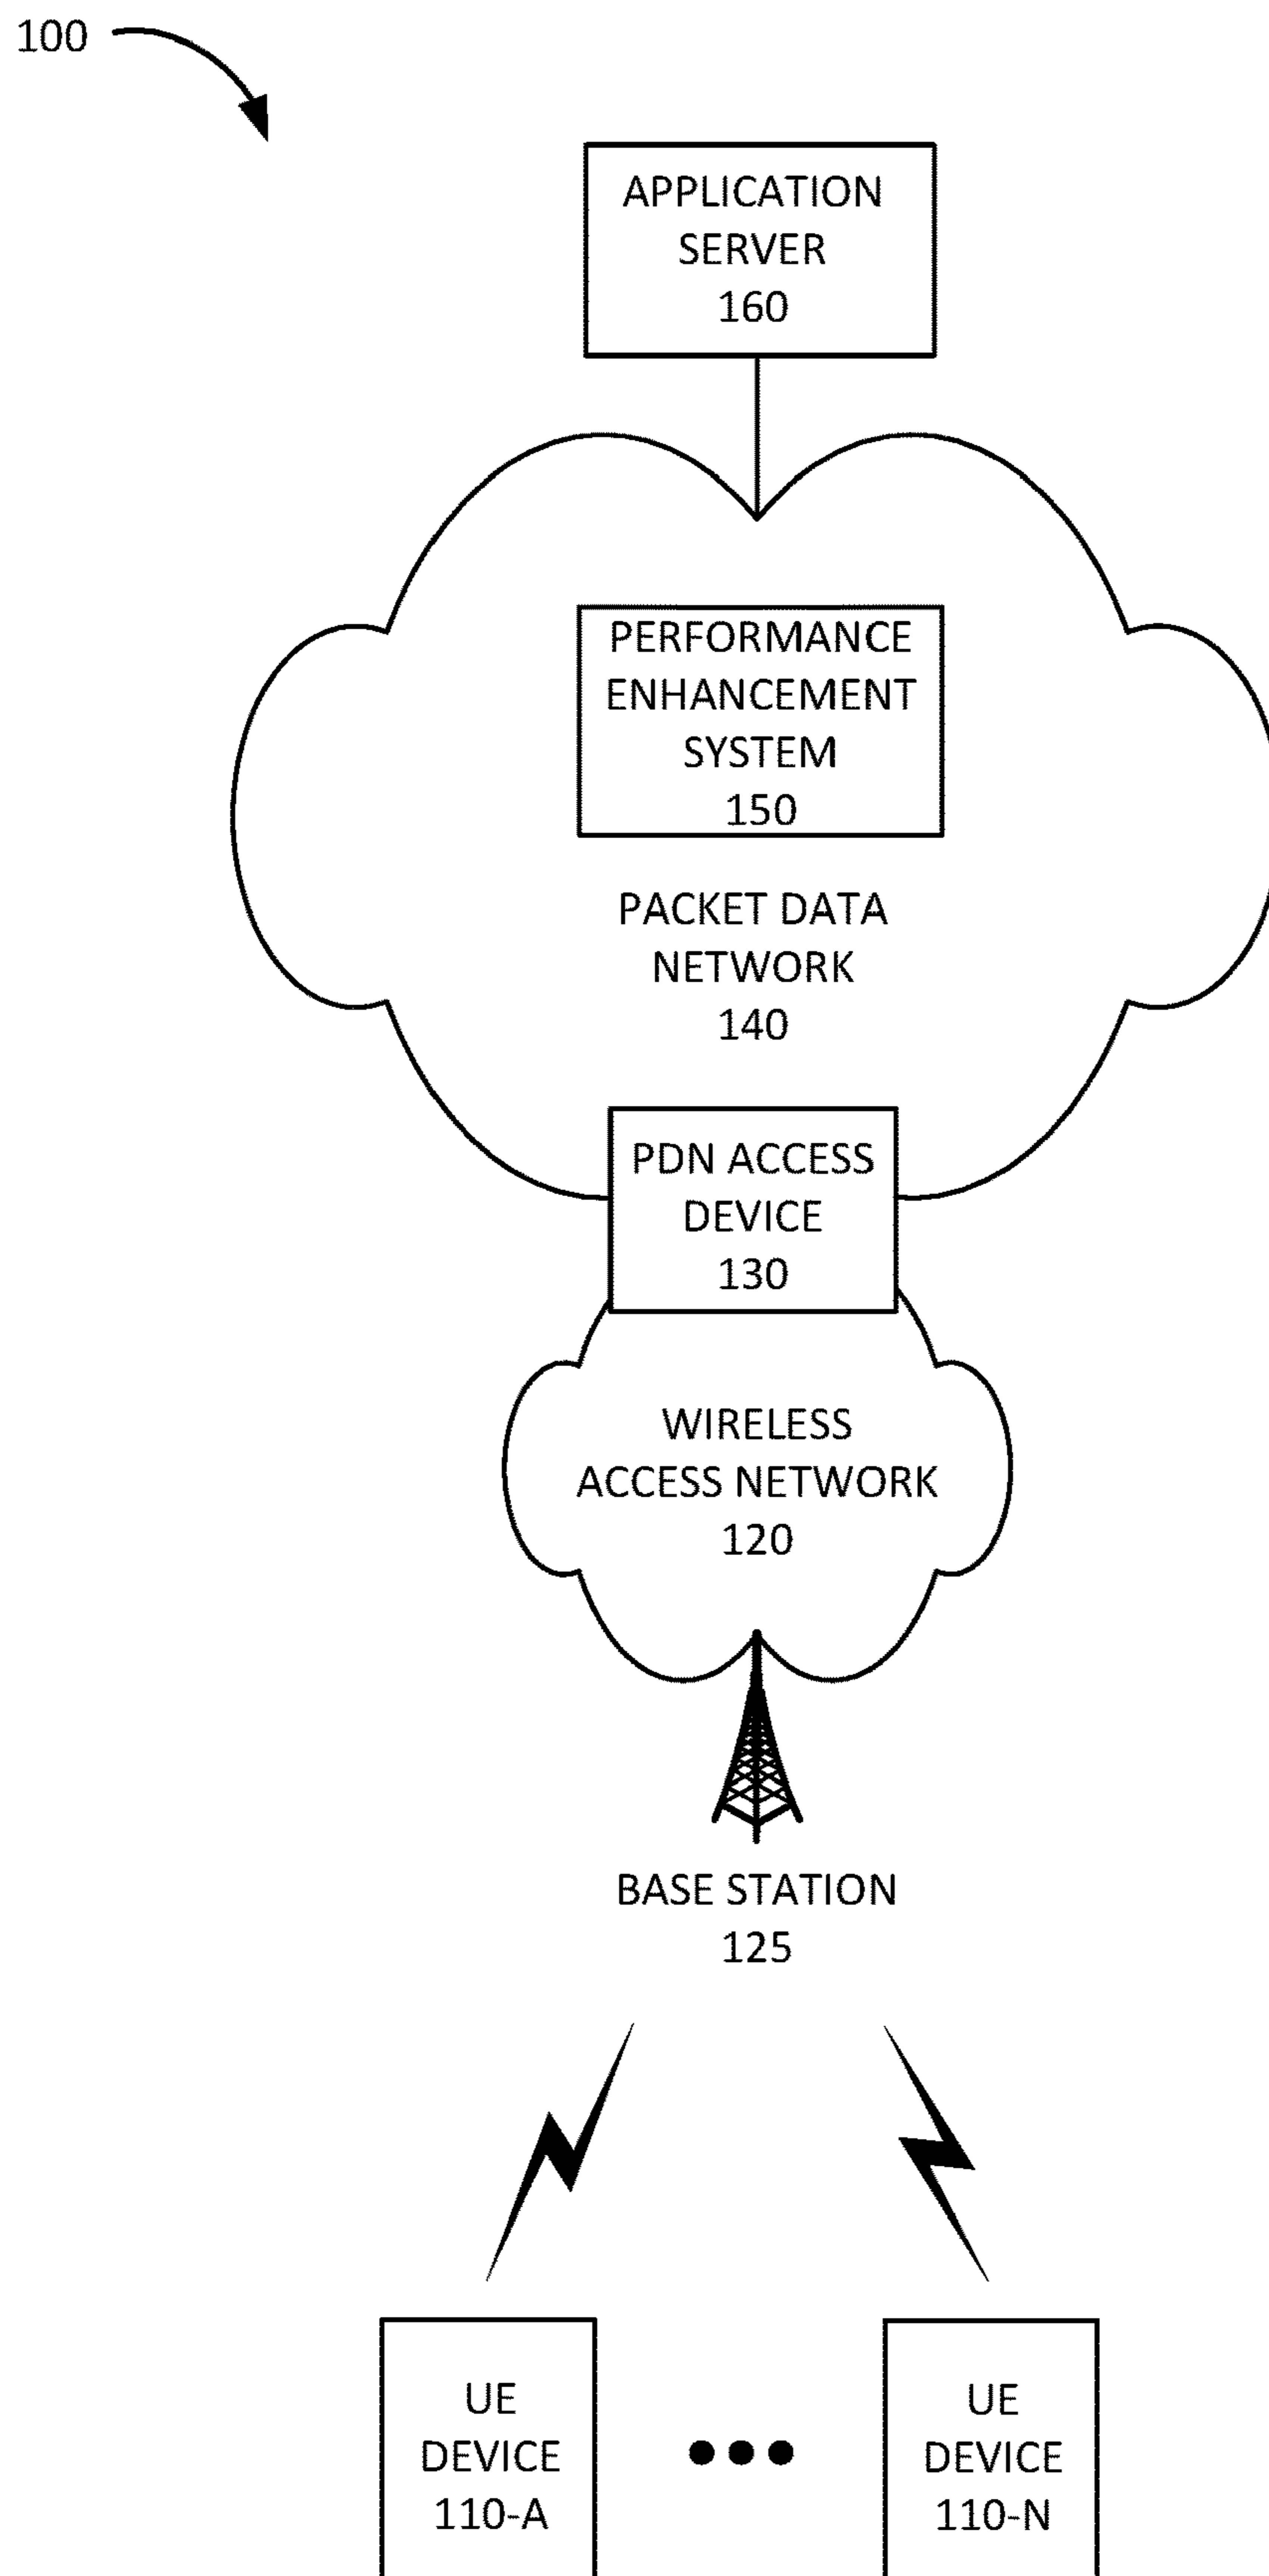 100
APPLICATION
SERVER
160
PERFORMANCE
ENHANCEMENT
SYSTEM
150
PACKET DATA
NETWORK
140
PDN ACCESS
DEVICE
130
WIRELESS
ACCESS NETWORK
120
BASE STATION
125
UE
DEVICE
110-A
UE
DEVICE
110-N